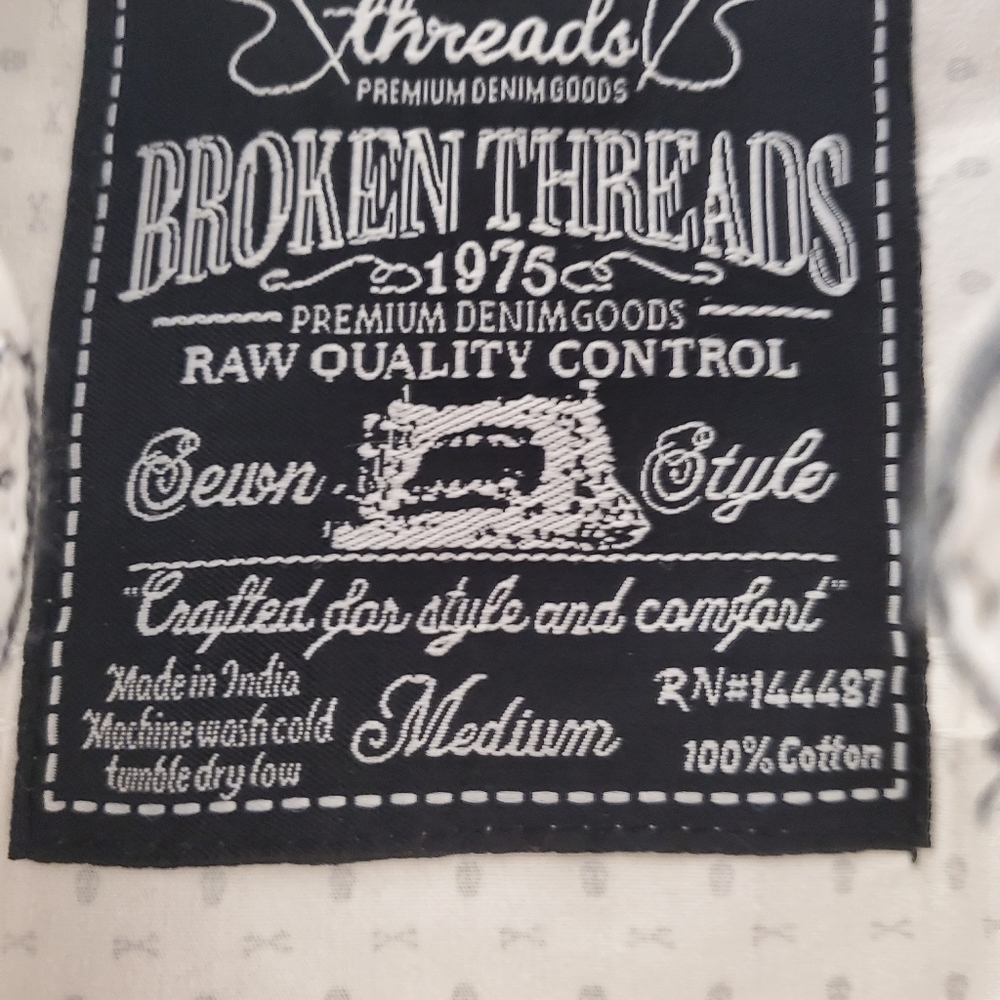 threads
PREMIUM DENIM GOODS
BROKEN THREADS
1975
PREMIUM DENIM GOODS
RAW QUALITY CONTROL
Sewn Style
"Crafted for style and comfort"
Made in India
Machine wash cold
tumble dry low
Medium
RN#144487
100% Cotton